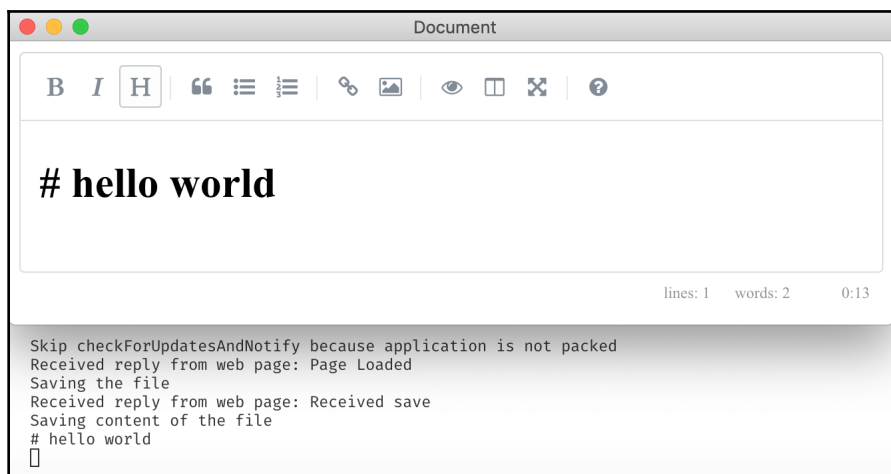 Document
B I H
# hello world
lines: 1 words: 2 0:13
Skip checkForUpdatesAndNotify because application is not packed
Received reply from web page: Page Loaded
Saving the file
Received reply from web page: Received save
Saving content of the file
# hello world